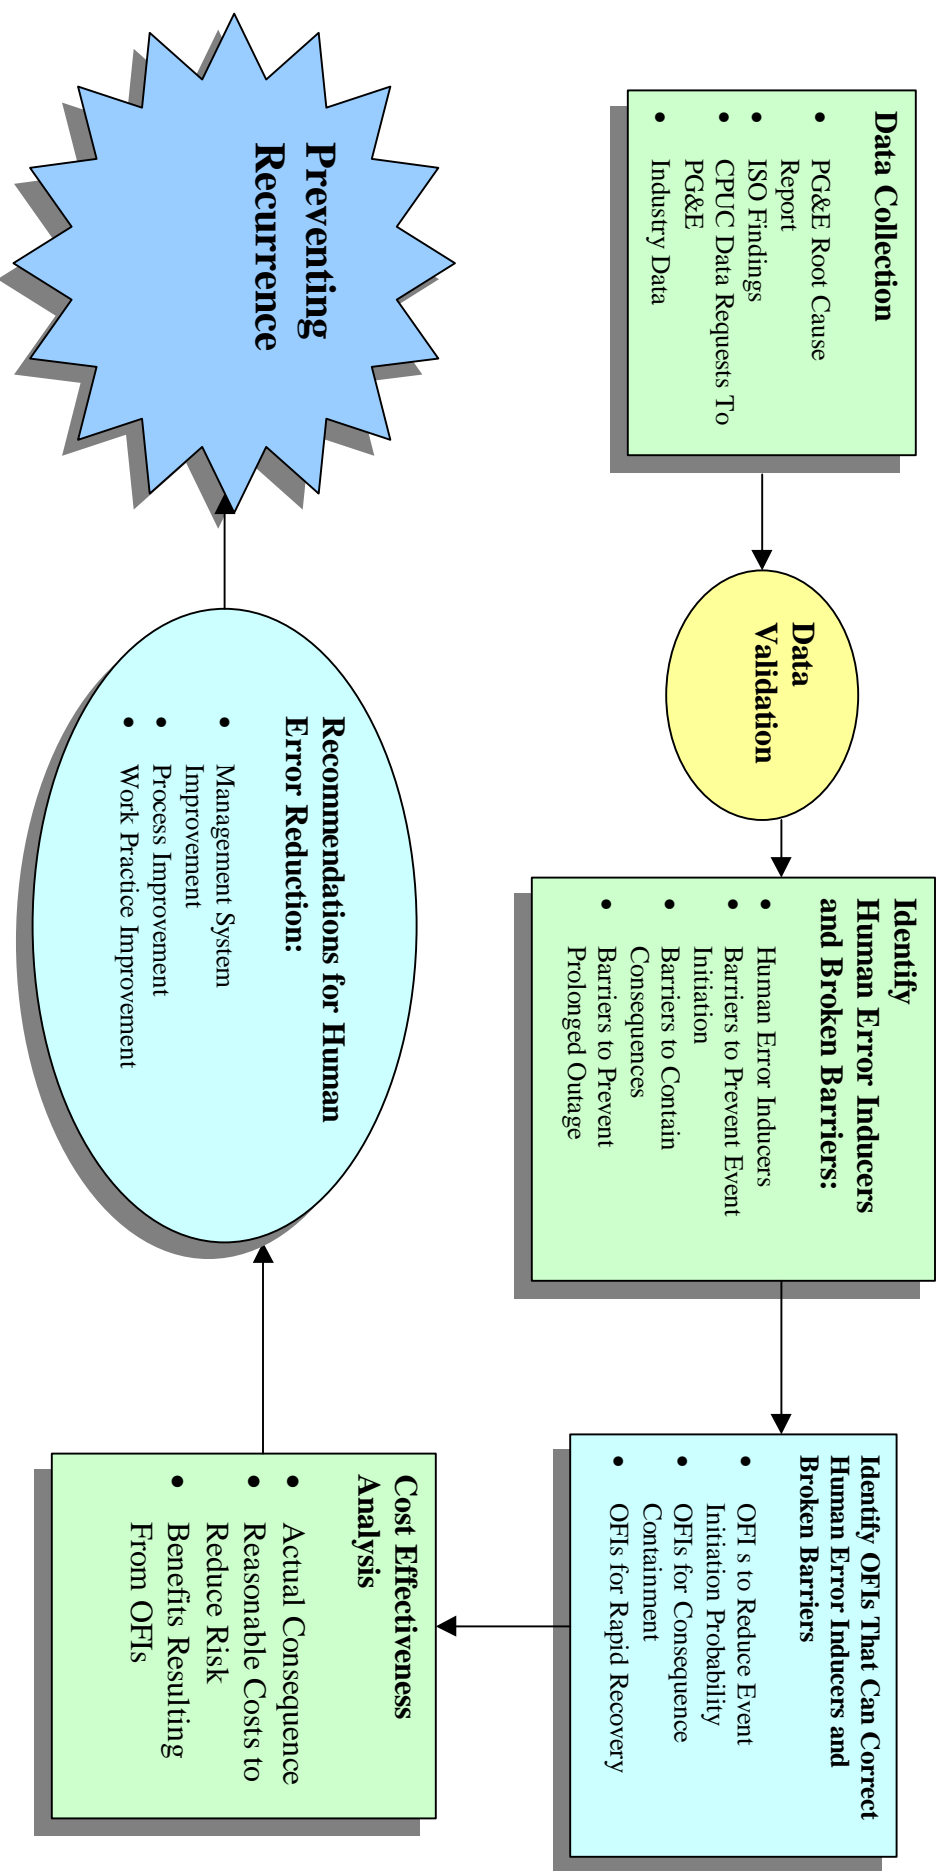 Data Collection
• PG&E Root Cause
Report
• ISO Findings
• CPUC Data Requests To
PG&E
• Industry Data
Data
Validation
Identify
Human Error Inducers
and Broken Barriers:
• Human Error Inducers
• Barriers to Prevent Event
Initiation
• Barriers to Contain
Consequences
• Barriers to Prevent
Prolonged Outage
Identify OFIs That Can Correct
Human Error Inducers and
Broken Barriers
• OFI s to Reduce Event
Initiation Probability
• OFIs for Consequence
Containment
• OFIs for Rapid Recovery
Cost Effectiveness
Analysis
• Actual Consequence
• Reasonable Costs to
Reduce Risk
• Benefits Resulting
From OFIs
Recommendations for Human
Error Reduction:
• Management System
Improvement
• Process Improvement
• Work Practice Improvement
Preventing
Recurrence